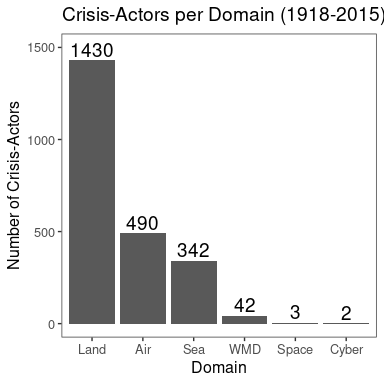 Crisis-Actors per Domain (1918-2015)
Number of Crisis-Actors
1500
1000
500
0
1430
490
342
42
3
2
Land Air Sea WMD Space Cyber
Domain